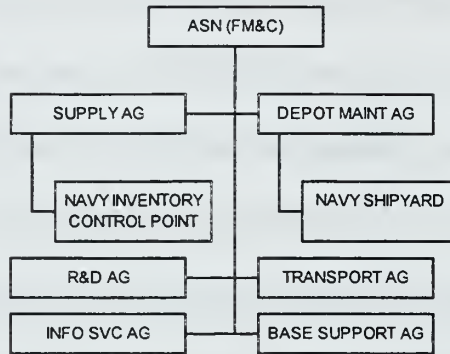 ASN (FM&C)
SUPPLY AG
DEPOT MAINT AG
NAVY INVENTORY
CONTROL POINT
NAVY SHIPYARD
R&D AG
TRANSPORT AG
INFO SVC AG
BASE SUPPORT AG